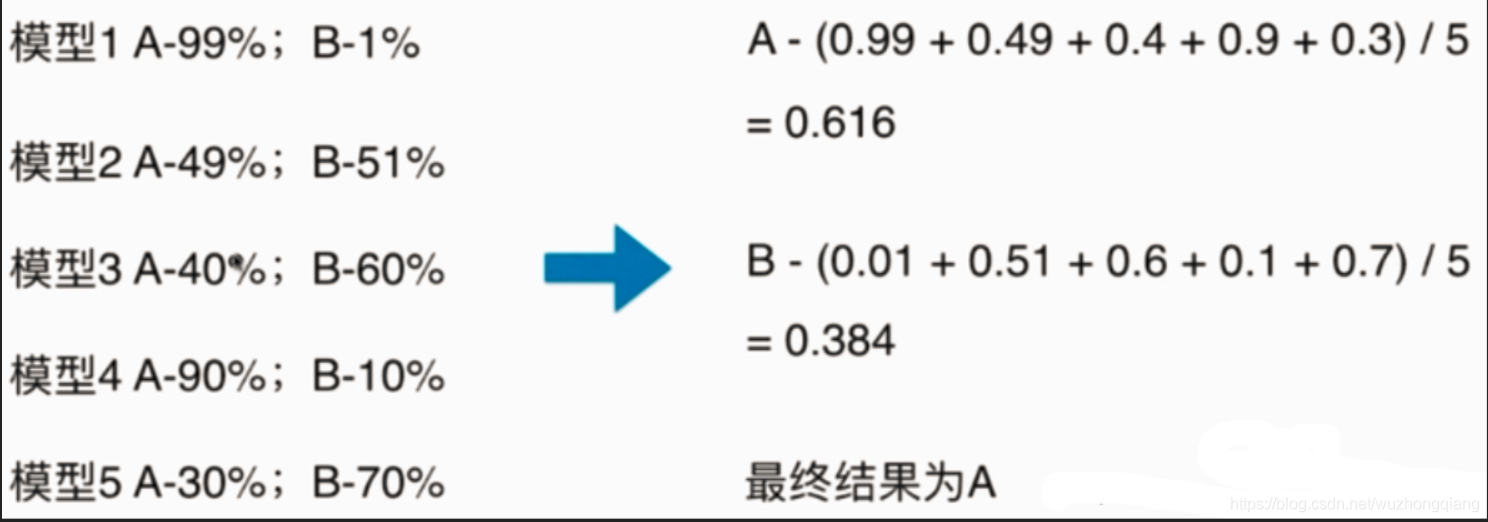 模型1 A-99%；B-1%
模型2 A-49%；B-51%
模型3 A-40%；B-60%
模型4 A-90%；B-10%
模型5 A-30%；B-70%
A - (0.99 + 0.49 + 0.4 + 0.9 + 0.3) / 5
= 0.616
B - (0.01 + 0.51 + 0.6 + 0.1 + 0.7) / 5
= 0.384
最终结果为A
https://blog.csdn.net/wuzhongqiang